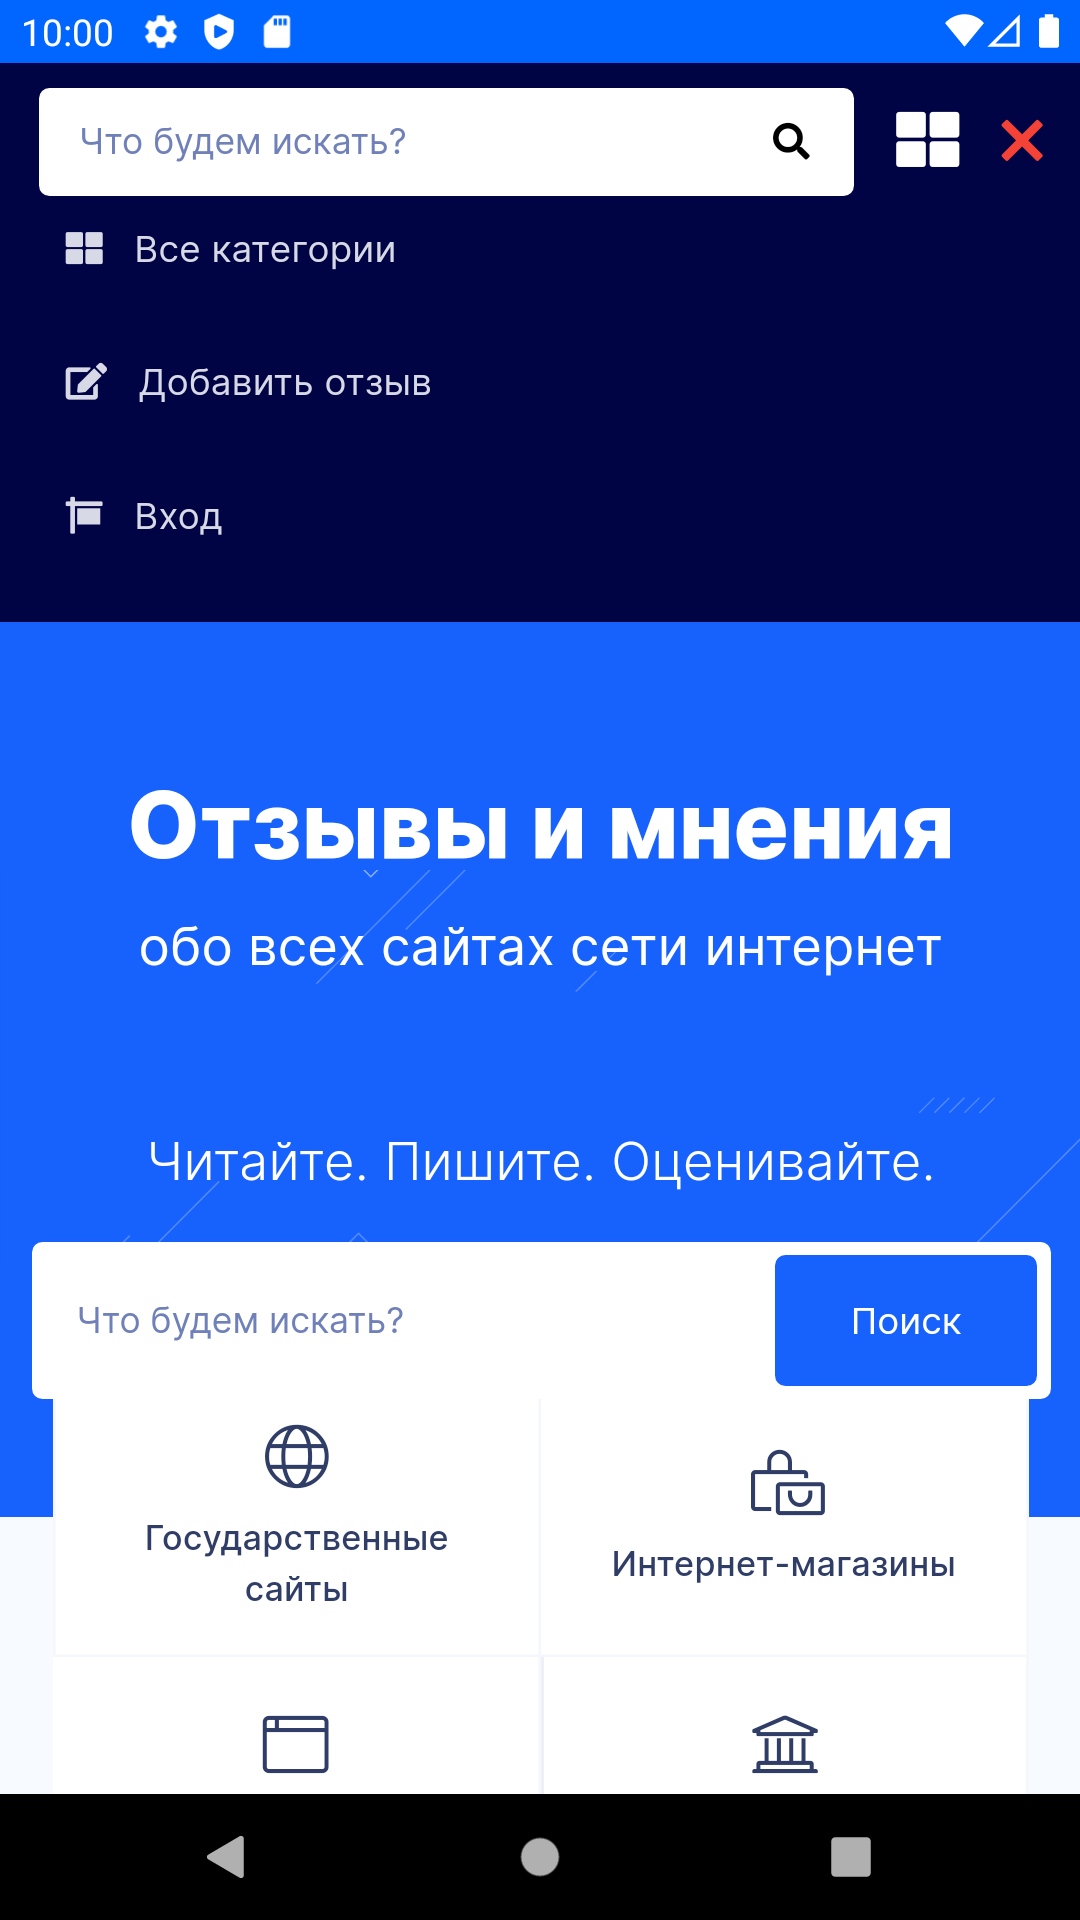 10:00
Что будем искать?
Все категории
Добавить отзыв
Вход
Отзывы и мнения
обо всех сайтах сети интернет
Читайте. Пишите. Оценивайте.
Что будем искать?
Поиск
Государственные
сайты
Интернет-магазины